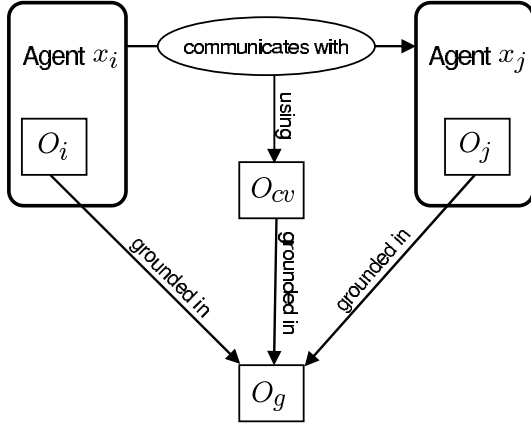 Agent x_i
communicates with
Agent x_j
using
O_i
O_cv
O_j
grounded in
grounded in
grounded in
O_g